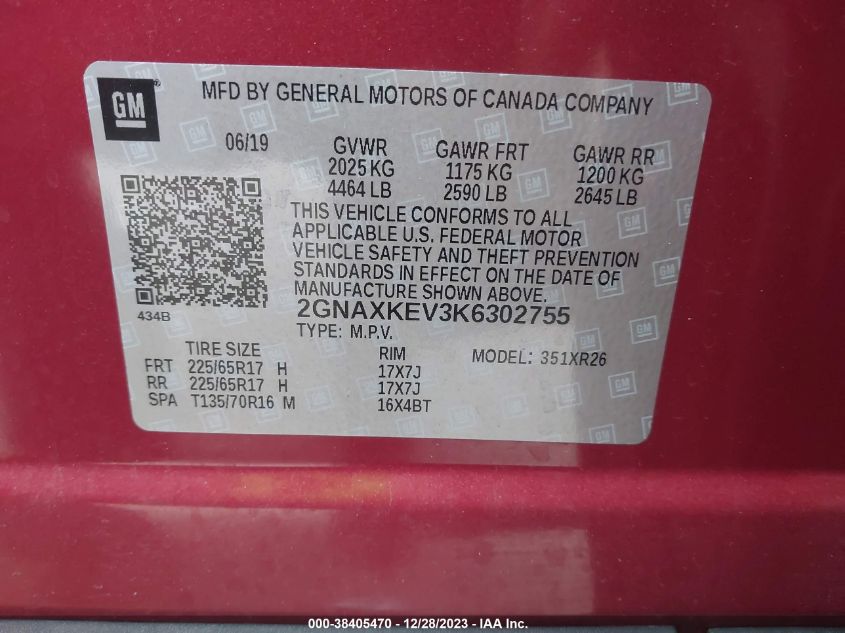 GM
MFD BY GENERAL MOTORS OF CANADA COMPANY
06/19 GVWR GAWR FRT GAWR RR
2025 KG 1175 KG 1200 KG
4464 LB 2590 LB 2645 LB
THIS VEHICLE CONFORMS TO ALL
APPLICABLE U.S. FEDERAL MOTOR
VEHICLE SAFETY AND THEFT PREVENTION
STANDARDS IN EFFECT ON THE DATE OF
MANUFACTURE SHOWN ABOVE.
434B
2GNAXKEV3K6302755
TYPE: M.P.V.
TIRE SIZE RIM MODEL: 351XR26
FRT 225/65R17 H 17X7J
RR 225/65R17 H 17X7J
SPA T135/70R16 M 16X4BT
000-38405470 - 12/28/2023 - IAA Inc.